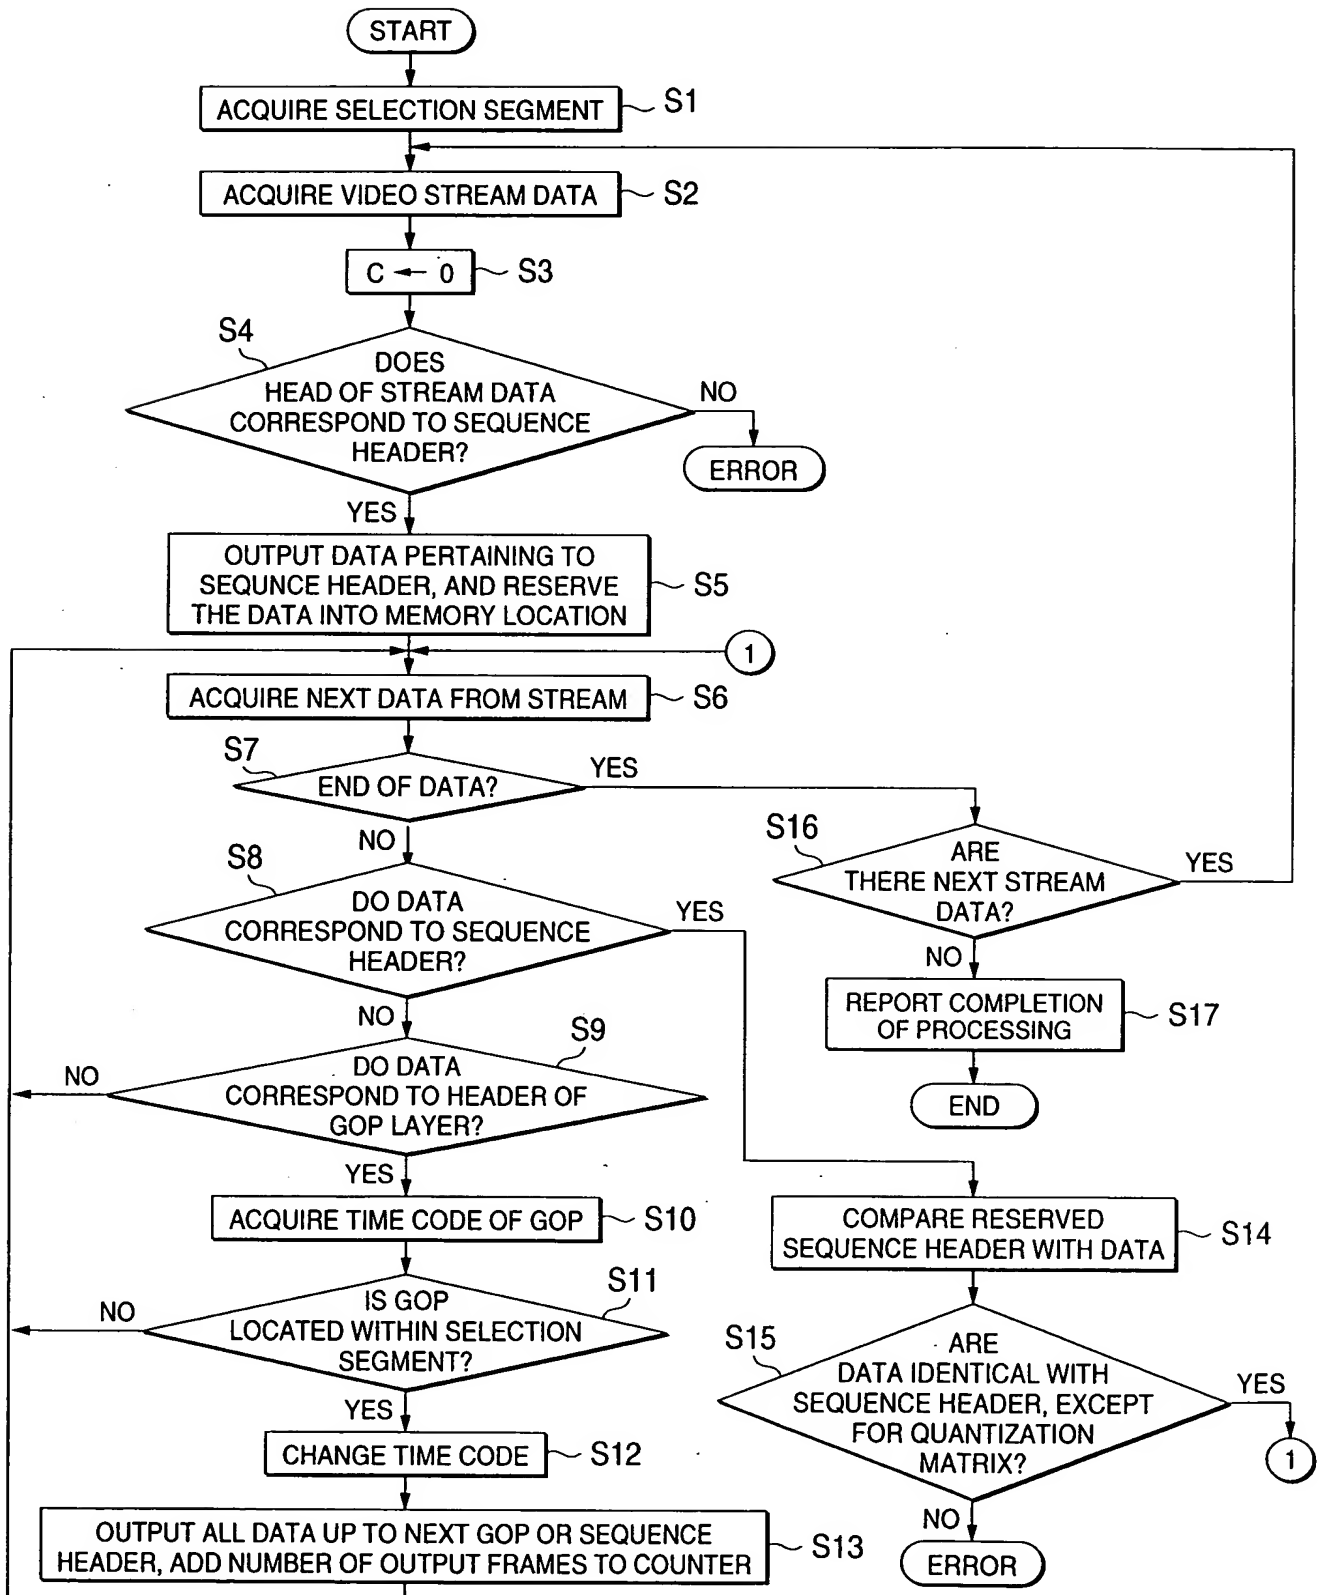 START
ACQUIRE SELECTION SEGMENT
S1
ACQUIRE VIDEO STREAM DATA
S2
C ← 0
S3
S4
DOES
HEAD OF STREAM DATA
CORRESPOND TO SEQUENCE
HEADER?
NO
ERROR
YES
OUTPUT DATA PERTAINING TO
SEQUNCE HEADER, AND RESERVE
THE DATA INTO MEMORY LOCATION
S5
1
ACQUIRE NEXT DATA FROM STREAM
S6
S7
END OF DATA?
YES
NO
S16
ARE
THERE NEXT STREAM
DATA?
YES
NO
REPORT COMPLETION
OF PROCESSING
S17
END
S8
DO DATA
CORRESPOND TO SEQUENCE
HEADER?
YES
NO
S9
DO DATA
CORRESPOND TO HEADER OF
GOP LAYER?
NO
YES
ACQUIRE TIME CODE OF GOP
S10
S11
IS GOP
LOCATED WITHIN SELECTION
SEGMENT?
NO
YES
CHANGE TIME CODE
S12
OUTPUT ALL DATA UP TO NEXT GOP OR SEQUENCE
HEADER, ADD NUMBER OF OUTPUT FRAMES TO COUNTER
S13
COMPARE RESERVED
SEQUENCE HEADER WITH DATA
S14
S15
ARE
DATA IDENTICAL WITH
SEQUENCE HEADER, EXCEPT
FOR QUANTIZATION
MATRIX?
YES
1
NO
ERROR